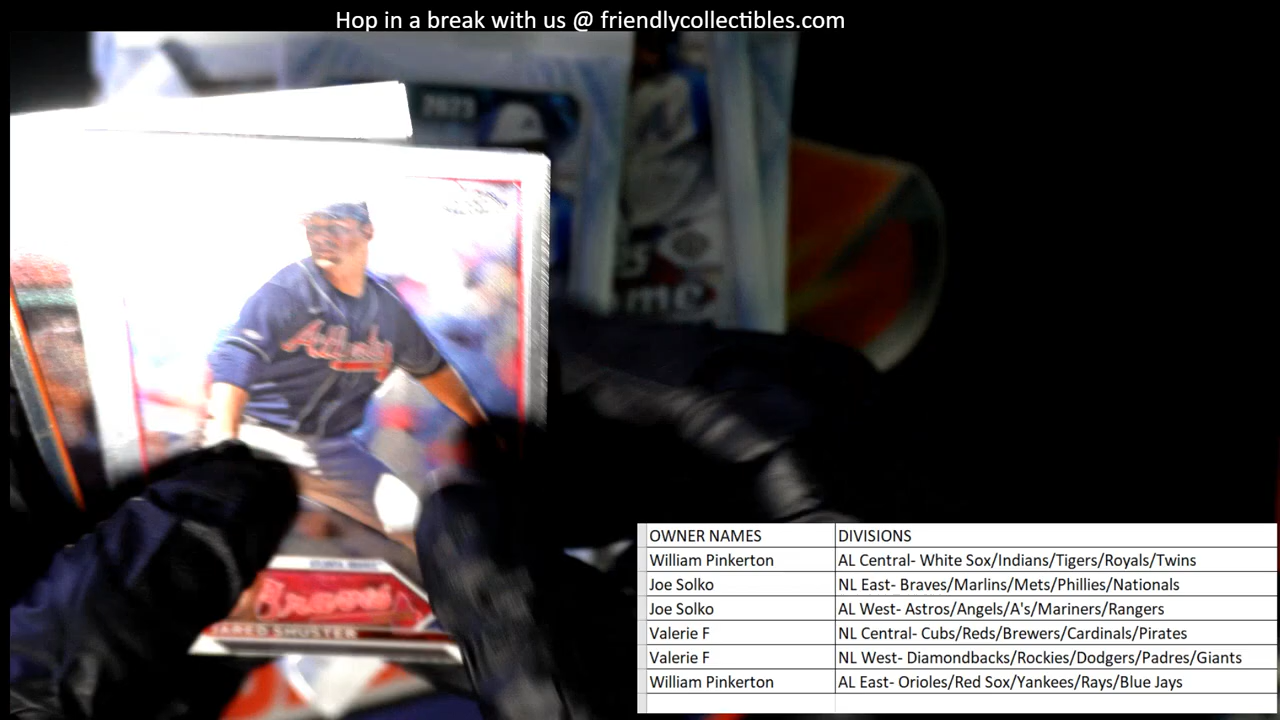 Hop in a break with us @ friendlycollectibles.com
2023
Atlanta
Braves
JARED SHUSTER
OWNER NAMES DIVISIONS
William Pinkerton AL Central- White Sox/Indians/Tigers/Royals/Twins
Joe Solko NL East- Braves/Marlins/Mets/Phillies/Nationals
Joe Solko AL West- Astros/Angels/A's/Mariners/Rangers
Valerie F NL Central- Cubs/Reds/Brewers/Cardinals/Pirates
Valerie F NL West- Diamondbacks/Rockies/Dodgers/Padres/Giants
William Pinkerton AL East- Orioles/Red Sox/Yankees/Rays/Blue Jays